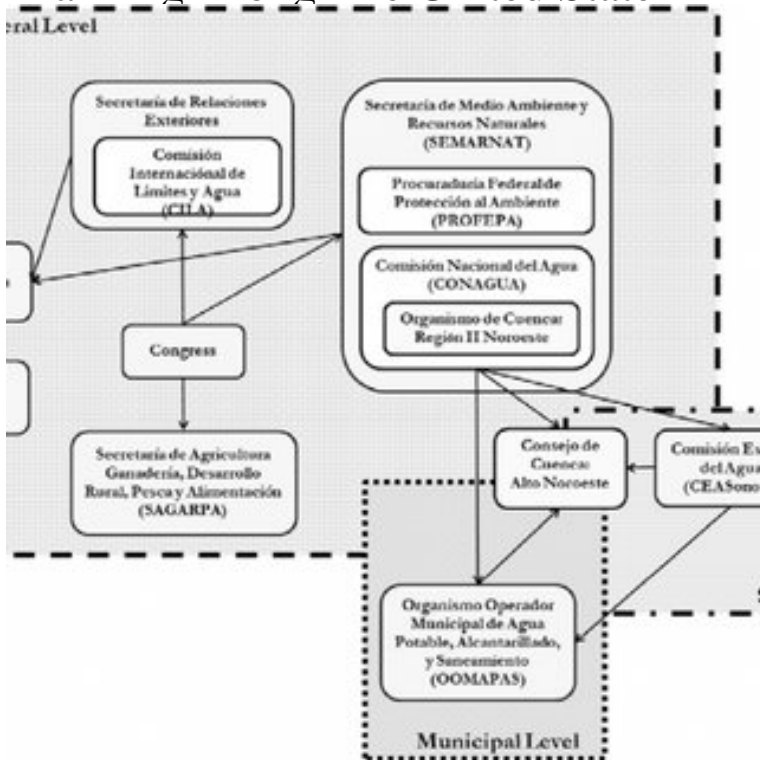 eral Level
Secretaría de Relaciones
Exteriores
Comisión
Internaciónal de
Limites y Agua
(CILA)
Secretaría de Medio Ambiente y
Recursos Naturales
(SEMARNAT)
Procuraduría Federal de
Protección al Ambiente
(PROFEPA)
Comisión Nacional del Agua
(CONAGUA)
Organismo de Cuenca:
Región II Noroeste
Congress
Secretaría de Agricultura
Ganadería, Desarrollo
Rural, Pesca y Alimentación
(SAGARPA)
Consejo de
Cuenca:
Alto Noroeste
Comisión Es
del Agua
(CEASono
Organismo Operador
Municipal de Agua
Potable, Alcantarillado,
y Saneamiento
(OOMAPAS)
Municipal Level